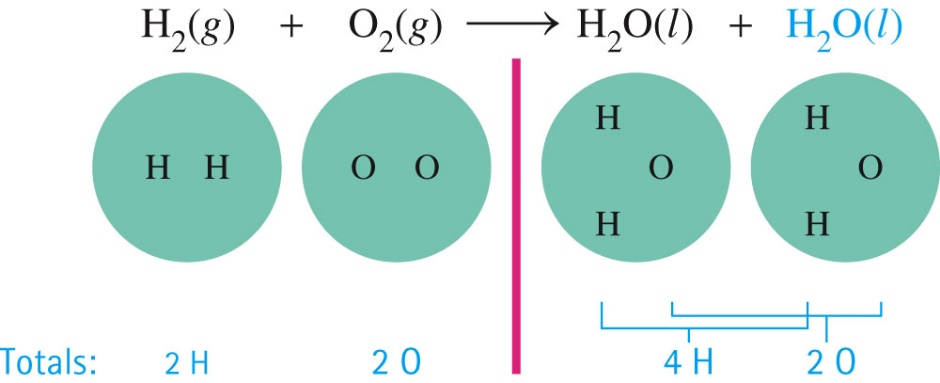 H₂(g) + O₂(g) ⟶ H₂O(l) + H₂O(l)
H H
H H O O O O
H H
Totals: 2 H 2 O 4 H 2 O